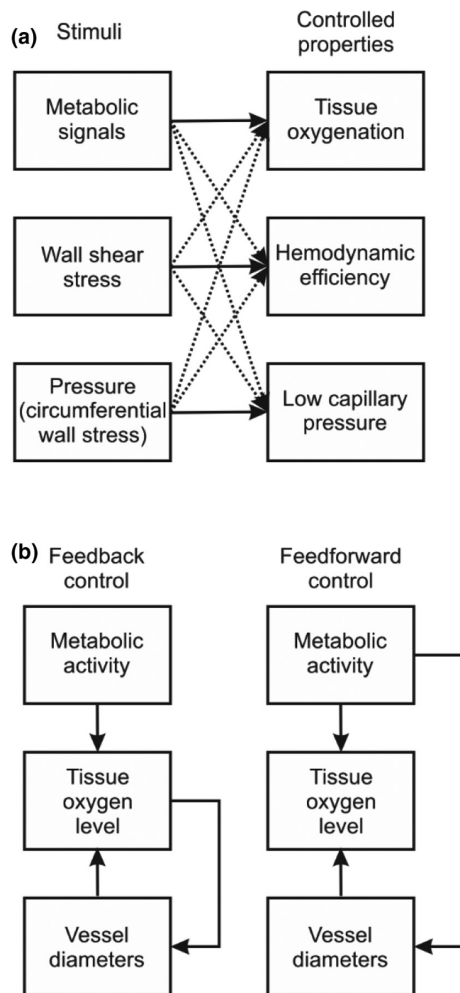 (a)
Stimuli
Controlled
properties
Metabolic
signals
Tissue
oxygenation
Wall shear
stress
Hemodynamic
efficiency
Pressure
(circumferential
wall stress)
Low capillary
pressure
(b)
Feedback
control
Metabolic
activity
Tissue
oxygen
level
Vessel
diameters
Feedforward
control
Metabolic
activity
Tissue
oxygen
level
Vessel
diameters